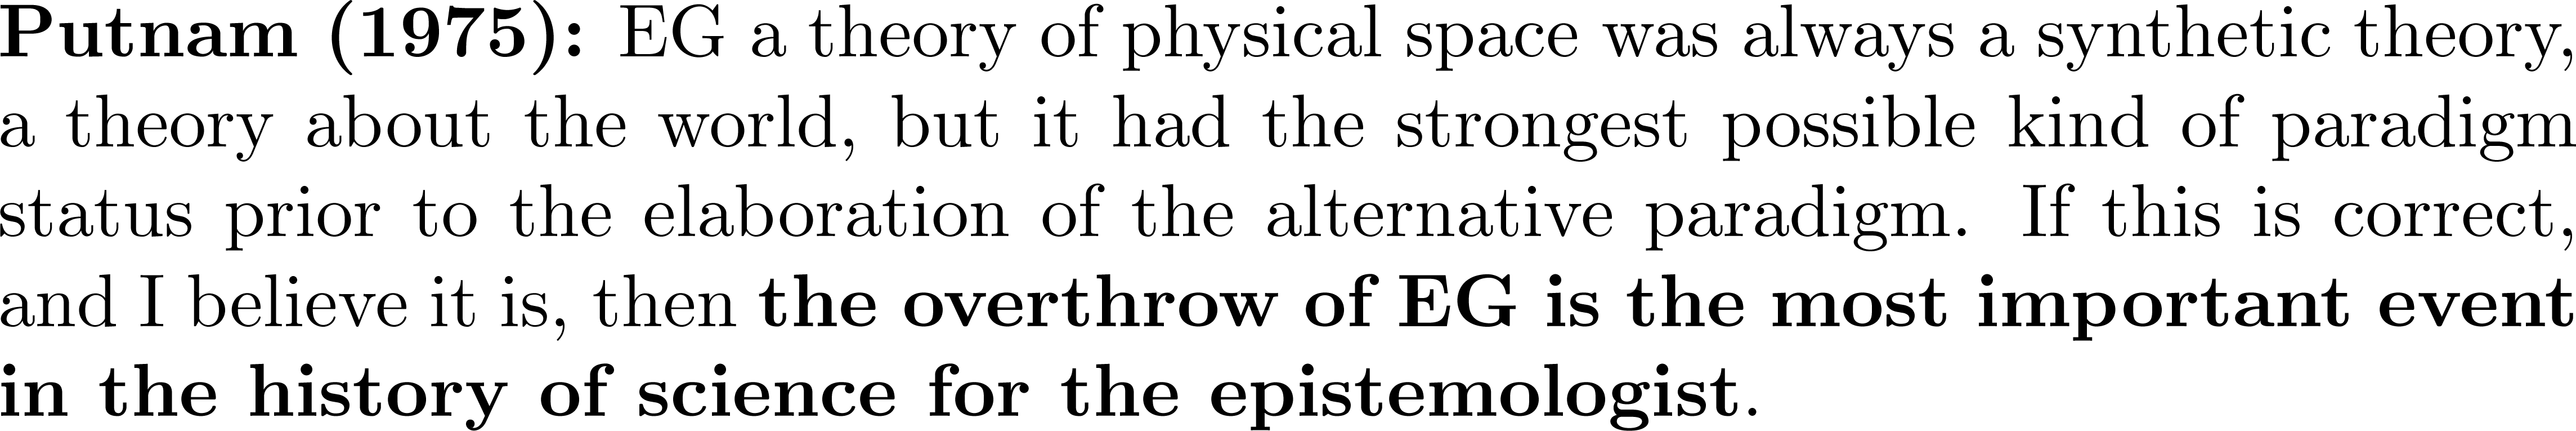 Putnam (1975): EG a theory of physical space was always a synthetic theory,
a theory about the world, but it had the strongest possible kind of paradigm
status prior to the elaboration of the alternative paradigm. If this is correct,
and I believe it is, then the overthrow of EG is the most important event
in the history of science for the epistemologist.